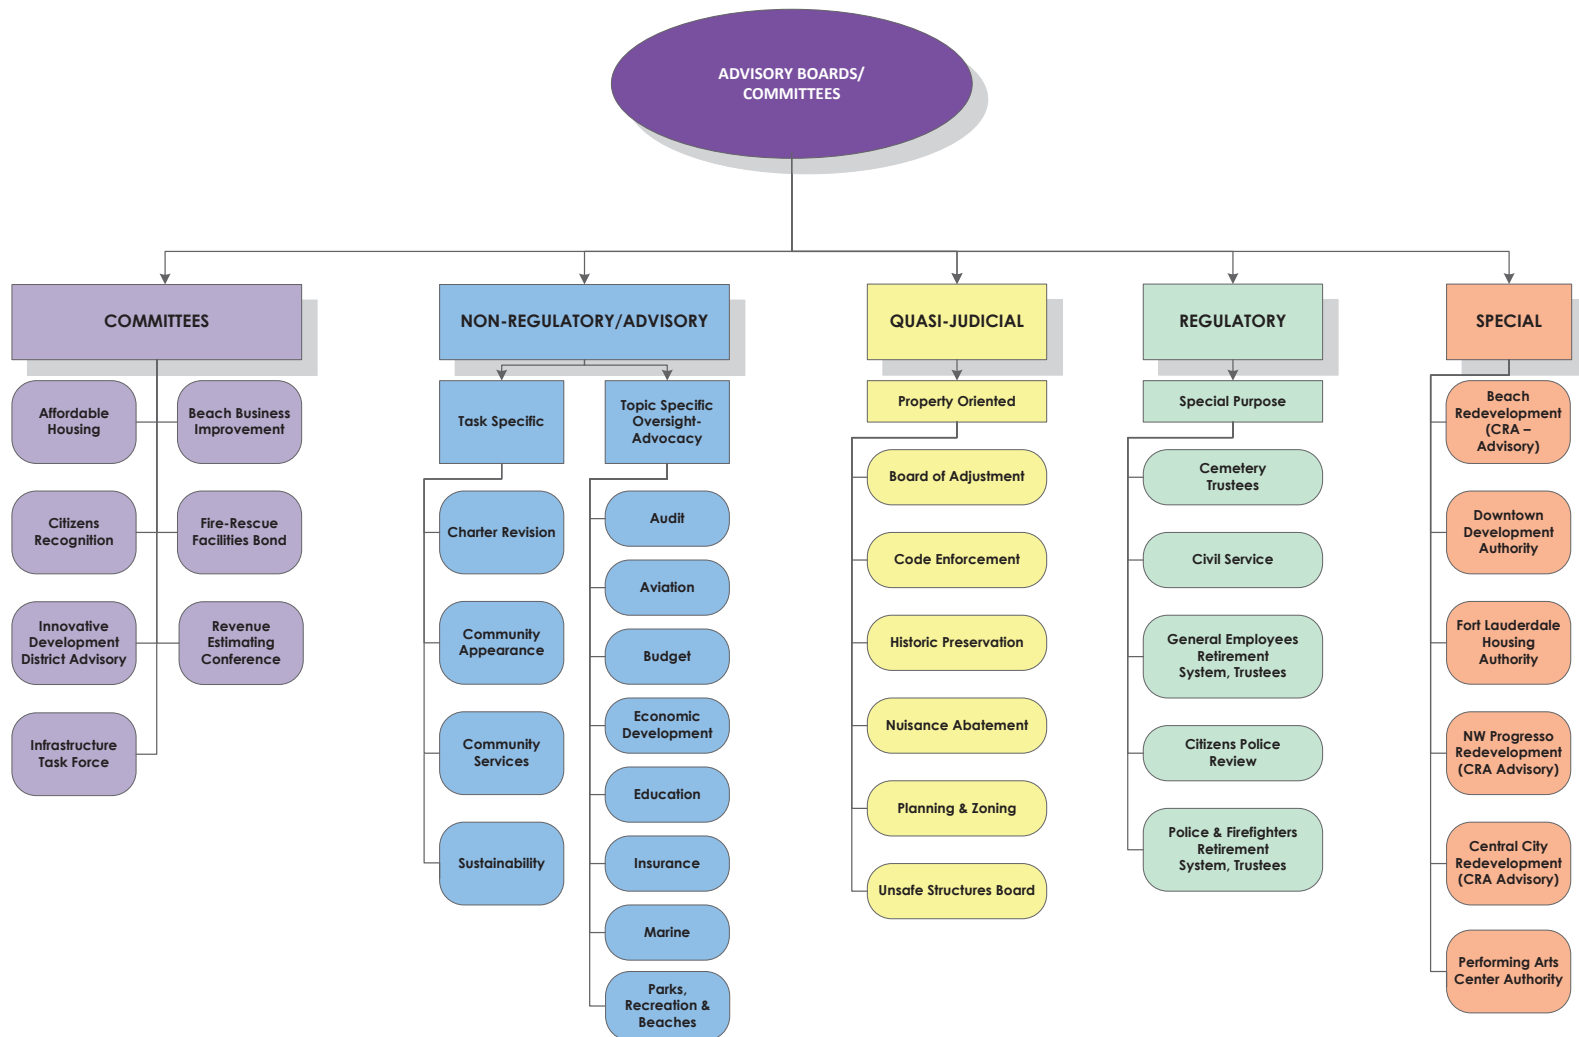 ADVISORY BOARDS/
COMMITTEES
COMMITTEES
Affordable
Housing
Beach Business
Improvement
Citizens
Recognition
Fire-Rescue
Facilities Bond
Innovative
Development
District Advisory
Revenue
Estimating
Conference
Infrastructure
Task Force
NON-REGULATORY/ADVISORY
Task Specific
Charter Revision
Community
Appearance
Community
Services
Sustainability
Topic Specific
Oversight-
Advocacy
Audit
Aviation
Budget
Economic
Development
Education
Insurance
Marine
Parks,
Recreation &
Beaches
QUASI-JUDICIAL
Property Oriented
Board of Adjustment
Code Enforcement
Historic Preservation
Nuisance Abatement
Planning & Zoning
Unsafe Structures Board
REGULATORY
Special Purpose
Cemetery
Trustees
Civil Service
General Employees
Retirement
System, Trustees
Citizens Police
Review
Police & Firefighters
Retirement
System, Trustees
SPECIAL
Beach
Redevelopment
(CRA –
Advisory)
Downtown
Development
Authority
Fort Lauderdale
Housing
Authority
NW Progresso
Redevelopment
(CRA Advisory)
Central City
Redevelopment
(CRA Advisory)
Performing Arts
Center Authority